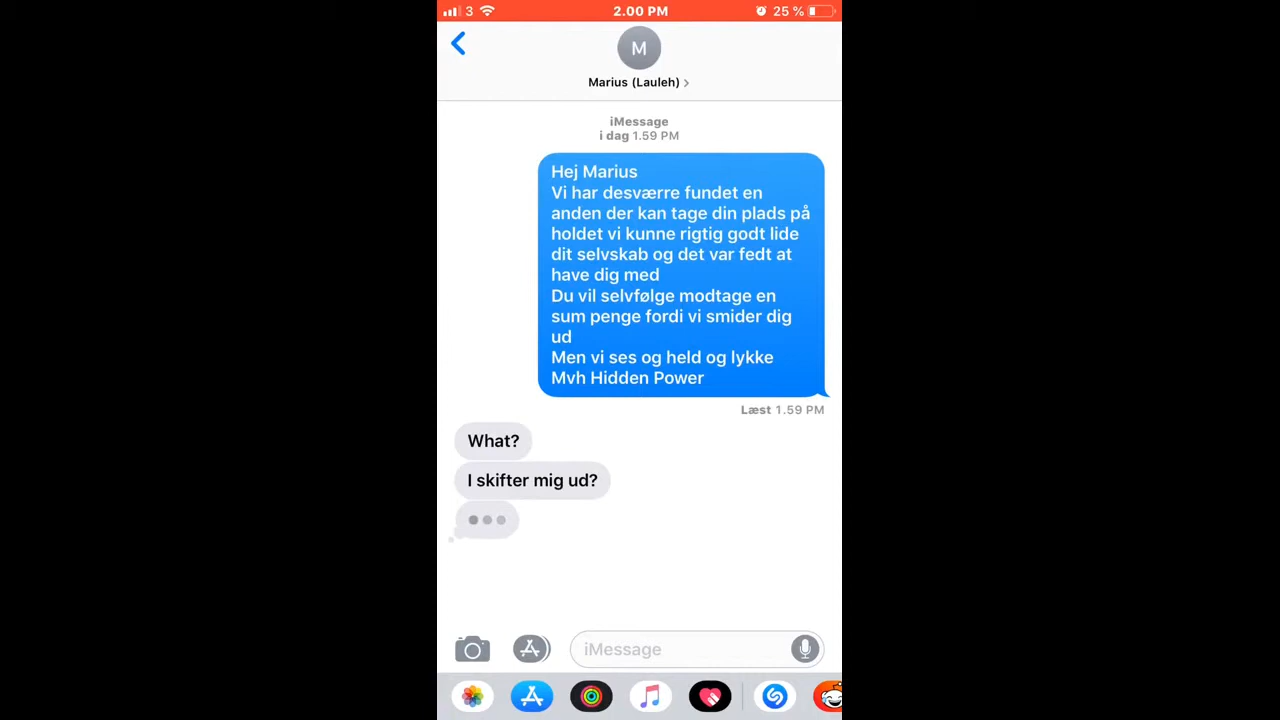 3 2.00 PM 25 %
M
Marius (Lauleh)
iMessage
i dag 1.59 PM
Hej Marius
Vi har desværre fundet en
anden der kan tage din plads på
holdet vi kunne rigtig godt lide
dit selvskab og det var fedt at
have dig med
Du vil selvfølge modtage en
sum penge fordi vi smider dig
ud
Men vi ses og held og lykke
Mvh Hidden Power
Læst 1.59 PM
What?
I skifter mig ud?
iMessage